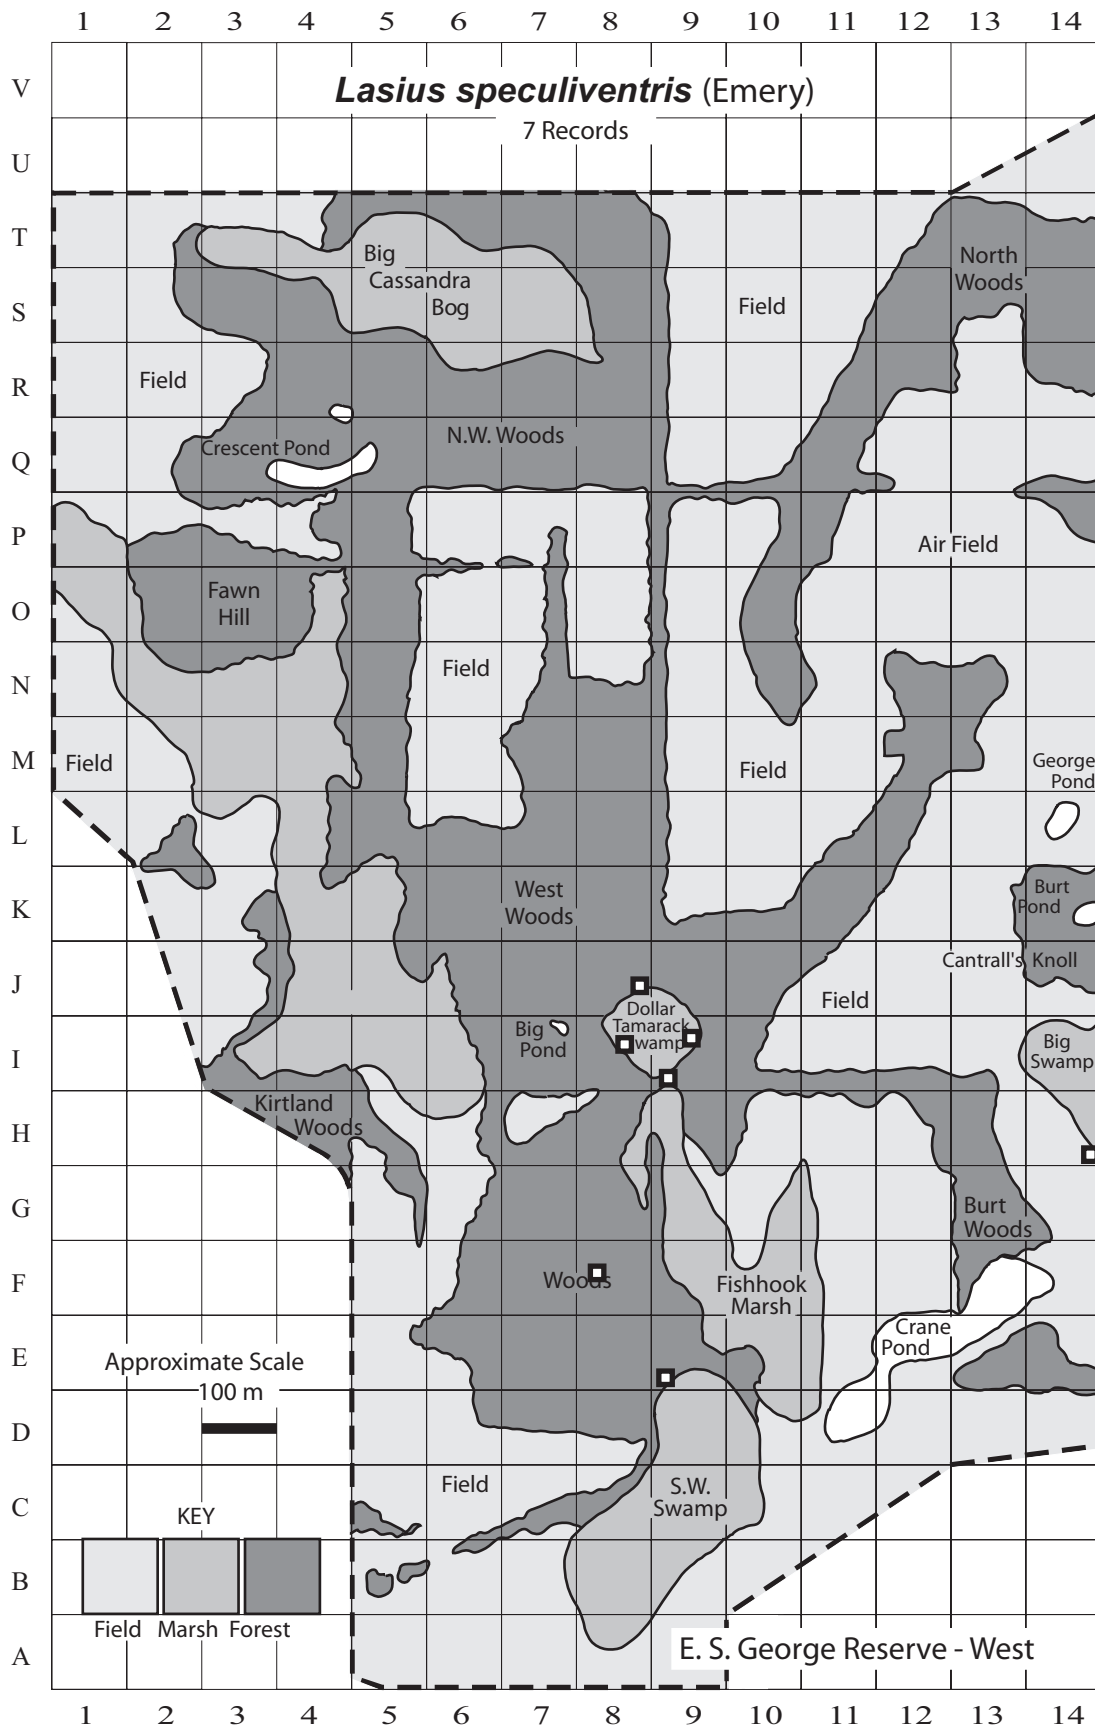 1 2 3 4 5 6 7 8 9 10 11 12 13 14
V
Lasius speculiventris (Emery)
7 Records
U
T
Big
Cassandra
Bog
North
Woods
S
Field
R
Field
N.W. Woods
Crescent Pond
Q
P
Air Field
O
Fawn
Hill
N
Field
M
Field
Field
George
Pond
L
K
West
Woods
Burt
Pond
J
Cantrall's Knoll
Field
Dollar
Tamarack
Swamp
I
Big
Pond
Big
Swamp
H
Kirtland
Woods
G
Burt
Woods
F
Woods
Fishhook
Marsh
E
Crane
Pond
Approximate Scale
100 m
D
C
Field
S.W.
Swamp
KEY
B
Field Marsh Forest
A
E. S. George Reserve - West
1 2 3 4 5 6 7 8 9 10 11 12 13 14